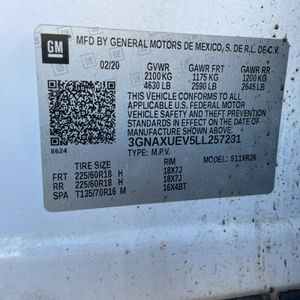 GM
MFD BY GENERAL MOTORS DE MEXICO, S. DE R.L. DE C.V.
02/20 GVWR GAWR FRT GAWR RR
2100 KG 1175 KG 1200 KG
4630 LB 2590 LB 2645 LB
THIS VEHICLE CONFORMS TO ALL
APPLICABLE U.S. FEDERAL MOTOR
VEHICLE SAFETY AND THEFT
PREVENTION STANDARDS IN EFFECT
ON THE DATE OF MANUFACTURE
SHOWN ABOVE.
3GNAXUEV5LL257231
8624 TYPE: M.P.V. MODEL: 511XR26
TIRE SIZE RIM
FRT 225/60R18 H 18X7J
RR 225/60R18 H 18X7J
SPA T135/70R16 M 16X4BT